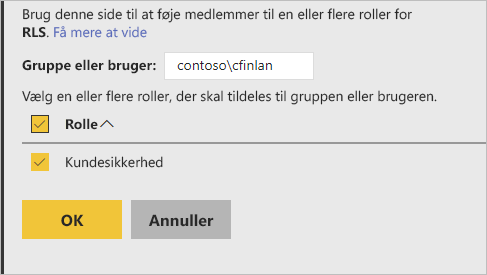 Brug denne side til at føje medlemmer til en eller flere roller for
RLS. Få mere at vide
Gruppe eller bruger: contoso\cfinlan
Vælg en eller flere roller, der skal tildeles til gruppen eller brugeren.
Rolle
Kundesikkerhed
OK Annuller